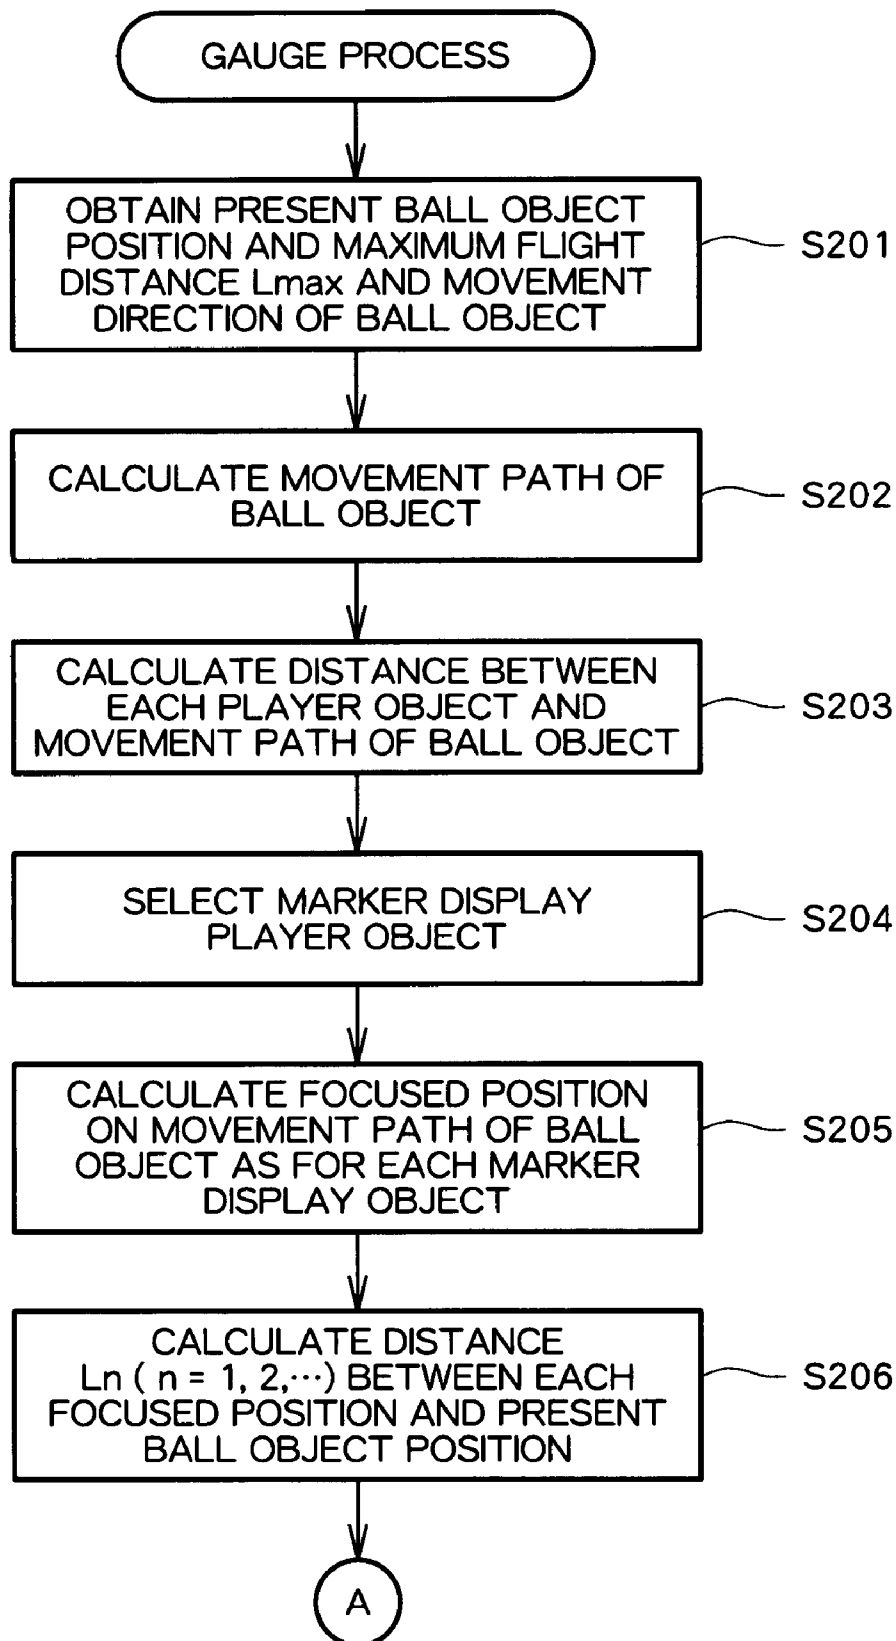 GAUGE PROCESS
OBTAIN PRESENT BALL OBJECT
POSITION AND MAXIMUM FLIGHT
DISTANCE Lmax AND MOVEMENT
DIRECTION OF BALL OBJECT
S201
CALCULATE MOVEMENT PATH OF
BALL OBJECT
S202
CALCULATE DISTANCE BETWEEN
EACH PLAYER OBJECT AND
MOVEMENT PATH OF BALL OBJECT
S203
SELECT MARKER DISPLAY
PLAYER OBJECT
S204
CALCULATE FOCUSED POSITION
ON MOVEMENT PATH OF BALL
OBJECT AS FOR EACH MARKER
DISPLAY OBJECT
S205
CALCULATE DISTANCE
Ln ( n = 1, 2,⋯) BETWEEN EACH
FOCUSED POSITION AND PRESENT
BALL OBJECT POSITION
S206
A